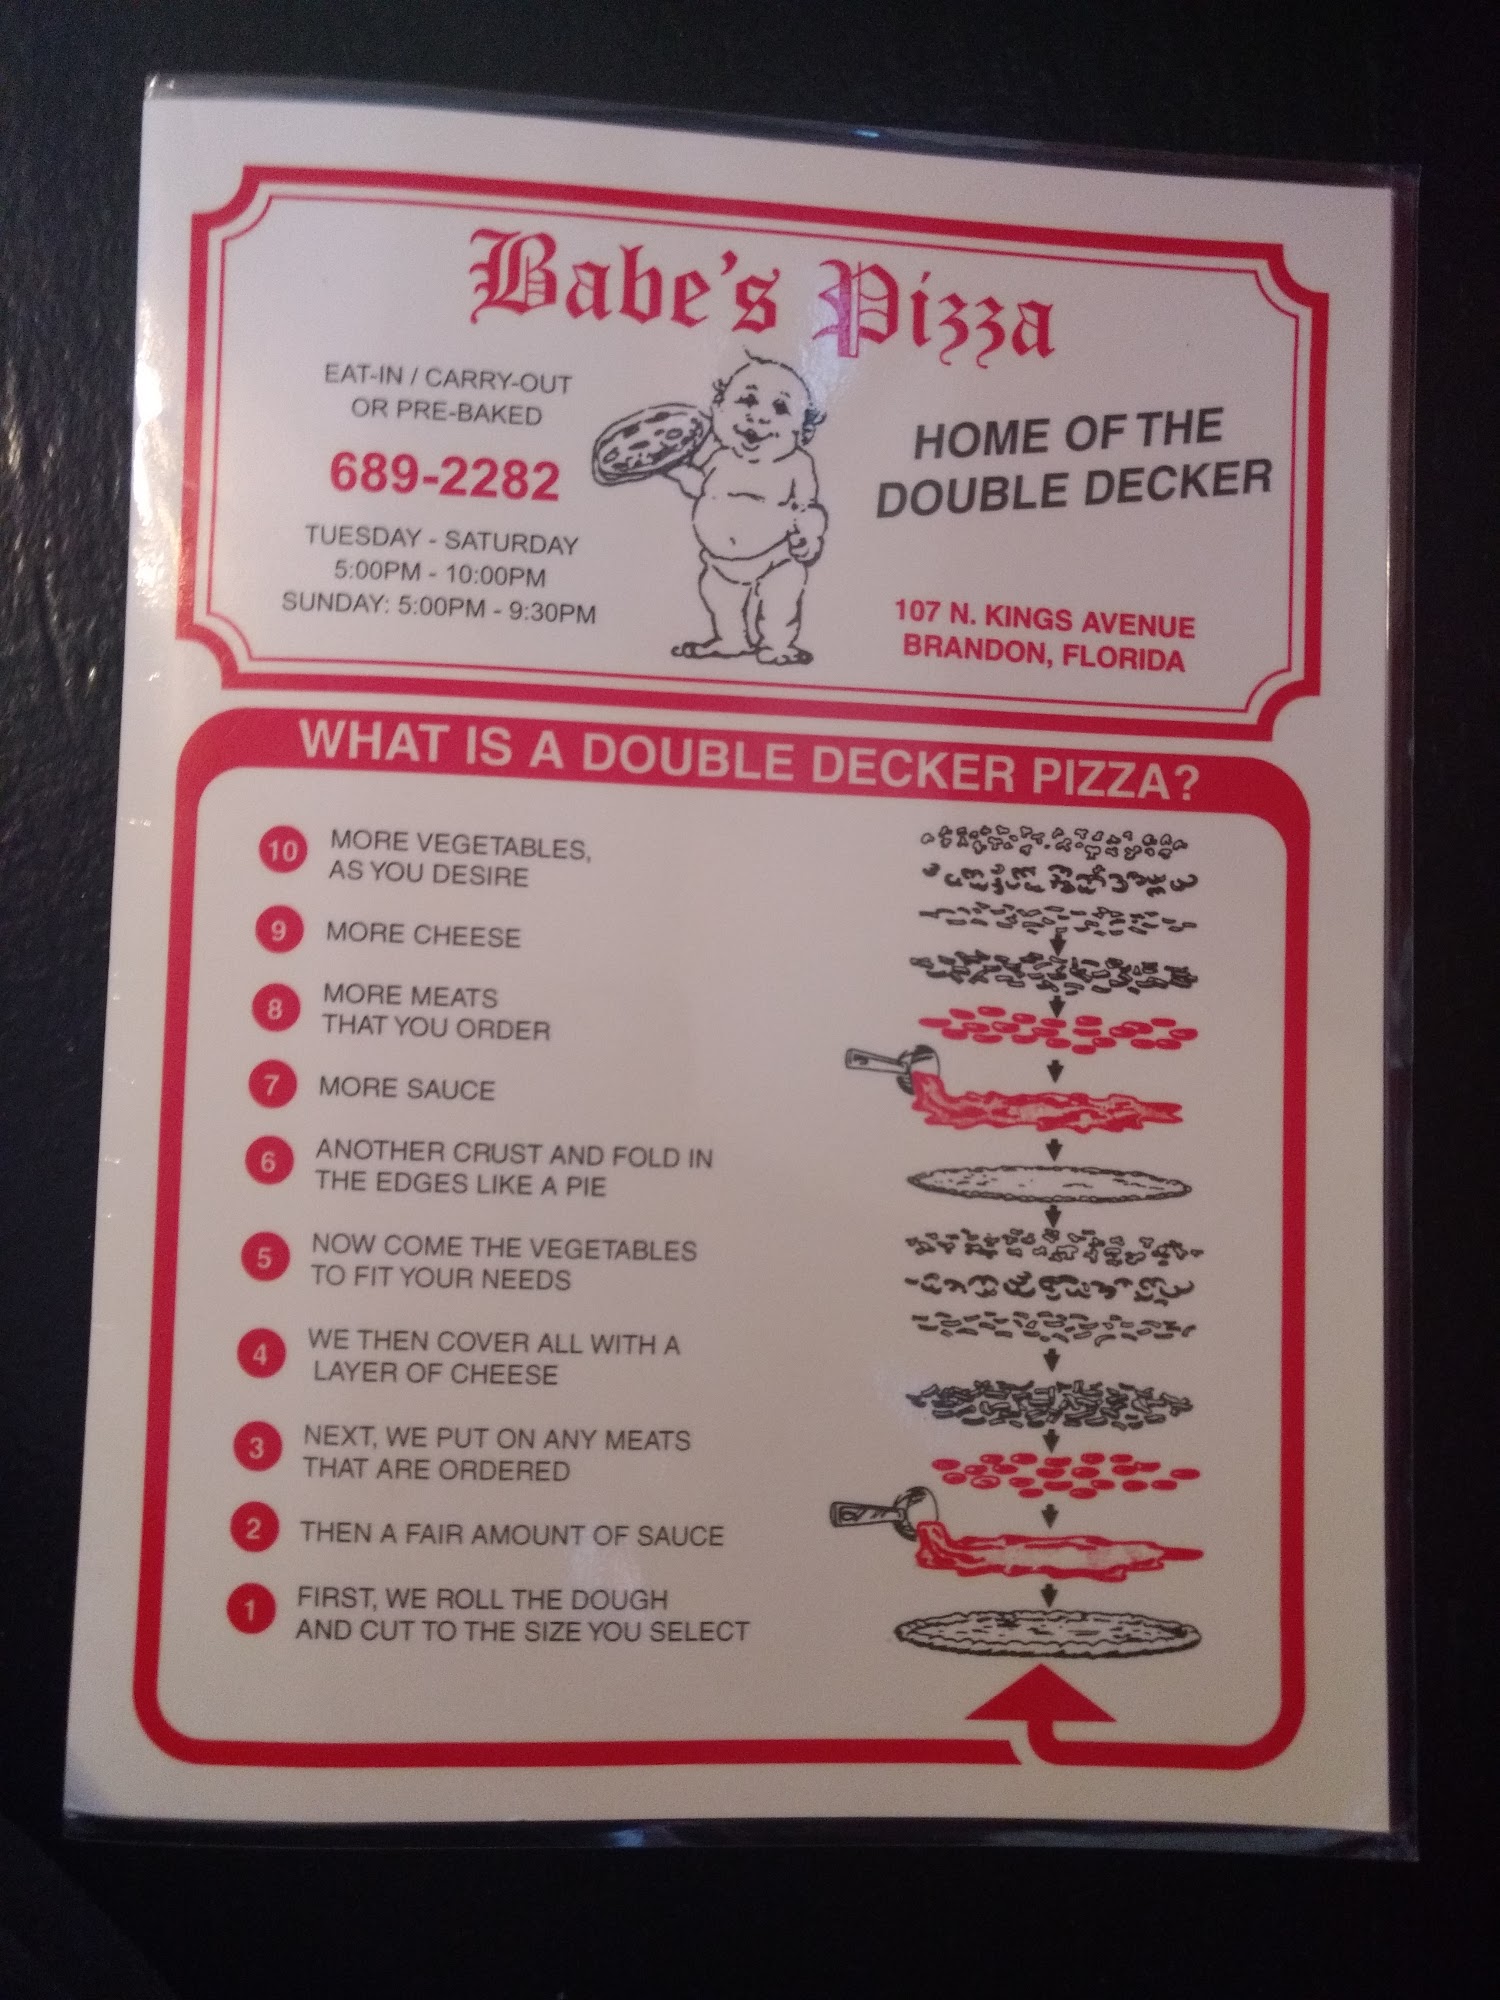 Babe's Pizza
EAT-IN / CARRY-OUT
OR PRE-BAKED
689-2282
TUESDAY - SATURDAY
5:00PM - 10:00PM
SUNDAY: 5:00PM - 9:30PM
HOME OF THE
DOUBLE DECKER
107 N. KINGS AVENUE
BRANDON, FLORIDA
WHAT IS A DOUBLE DECKER PIZZA?
10 MORE VEGETABLES,
AS YOU DESIRE
9 MORE CHEESE
8 MORE MEATS
THAT YOU ORDER
7 MORE SAUCE
6 ANOTHER CRUST AND FOLD IN
THE EDGES LIKE A PIE
5 NOW COME THE VEGETABLES
TO FIT YOUR NEEDS
4 WE THEN COVER ALL WITH A
LAYER OF CHEESE
3 NEXT, WE PUT ON ANY MEATS
THAT ARE ORDERED
2 THEN A FAIR AMOUNT OF SAUCE
1 FIRST, WE ROLL THE DOUGH
AND CUT TO THE SIZE YOU SELECT